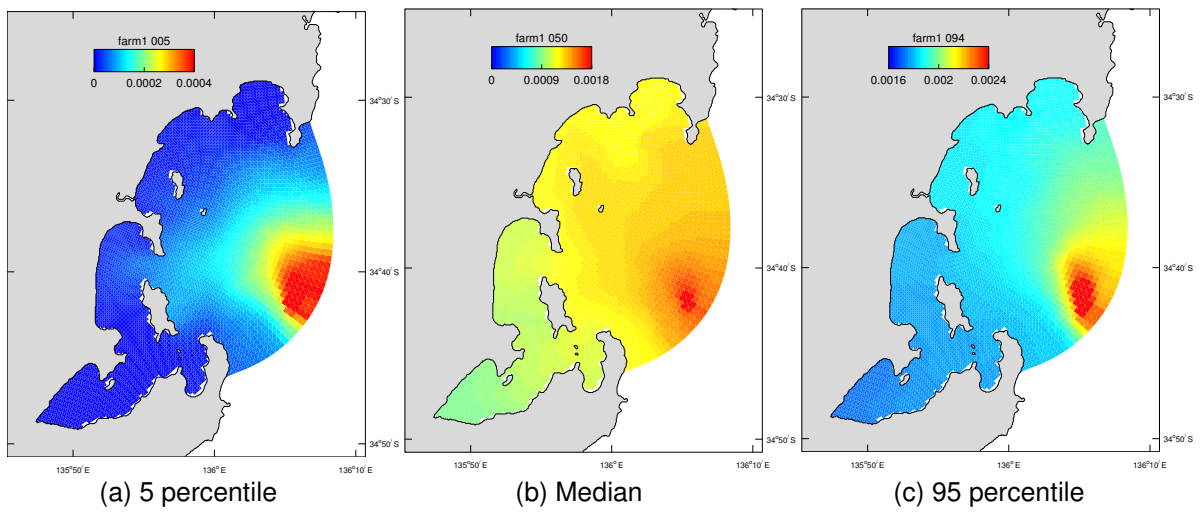 farm1 005
0 0.0002 0.0004
34°30' S
34°40' S
34°50' S
135°50' 136°0' 136°10' E
(a) 5 percentile
farm1 050
0 0.0009 0.0018
34°30' S
34°40' S
34°50' S
135°50' 136°0' 136°10' E
(b) Median
farm1 094
0.0016 0.002 0.0024
34°30' S
34°40' S
34°50' S
135°50' 136°0' 136°10' E
(c) 95 percentile